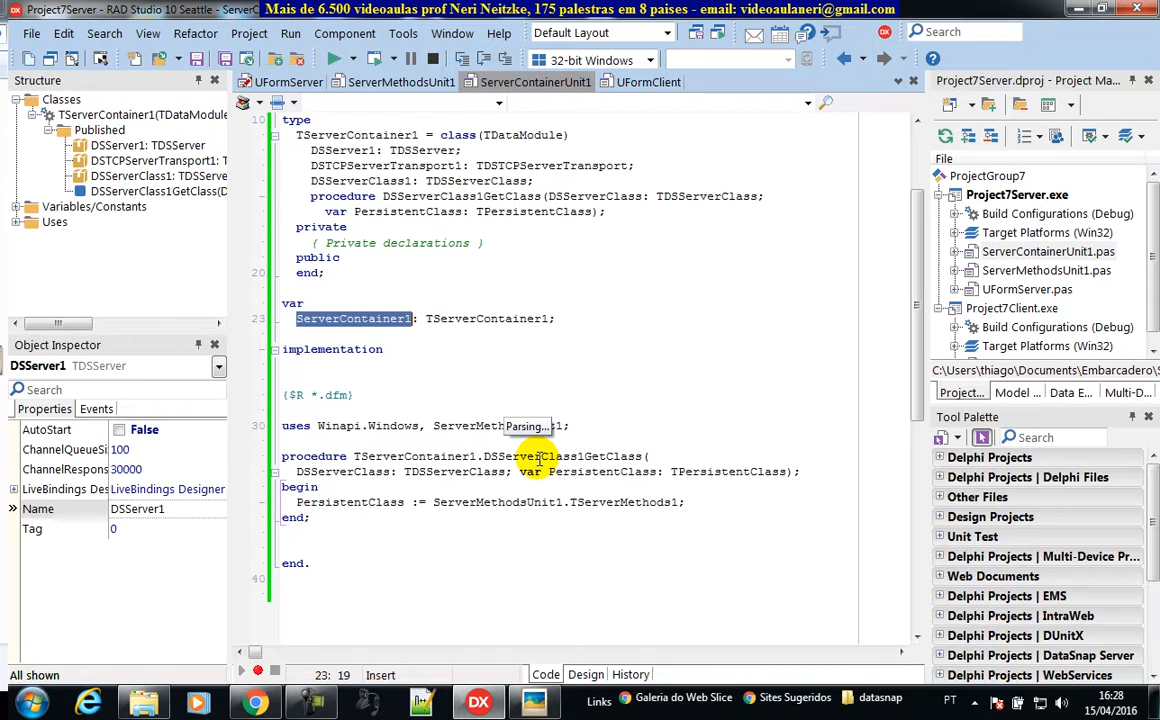 Project7Server - RAD Studio 10 Seattle - ServerCo
Mais de 6.500 videoaulas prof Neri Neitzke, 175 palestras em 8 paises - email: videoaulaneri@gmail.com
File Edit Search View Refactor Project Run Component Tools Window Help
Default Layout
Search
32-bit Windows
Structure
Classes
TServerContainer1(TDataModule
Published
DSServer1: TDSServer
DSTCPServerTransport1: T
DSServerClass1: TDSServe
DSServerClass1GetClass(D
Variables/Constants
Uses
Object Inspector
DSServer1 TDSServer
Search
Properties Events
AutoStart False
ChannelQueueSi 100
ChannelRespons 30000
LiveBindings Desi LiveBindings Designer
Name DSServer1
Tag 0
All shown
UFormServer ServerMethodsUnit1 ServerContainerUnit1 UFormClient
10 type
TServerContainer1 = class(TDataModule)
DSServer1: TDSServer;
DSTCPServerTransport1: TDSTCPServerTransport;
DSServerClass1: TDSServerClass;
procedure DSServerClass1GetClass(DSServerClass: TDSServerClass;
var PersistentClass: TPersistentClass);
private
{ Private declarations }
public
20 end;
var
23 ServerContainer1: TServerContainer1;
implementation
{$R *.dfm}
30 uses Winapi.Windows, ServerMeth
Parsing...
procedure TServerContainer1.DSServerClass1GetClass(
DSServerClass: TDSServerClass; var PersistentClass: TPersistentClass);
begin
PersistentClass := ServerMethodsUnit1.TServerMethods1;
end;
end.
40
23: 19 Insert
Code Design History
Project7Server.dproj - Project Ma...
File
ProjectGroup7
Project7Server.exe
Build Configurations (Debug)
Target Platforms (Win32)
ServerContainerUnit1.pas
ServerMethodsUnit1.pas
UFormServer.pas
Project7Client.exe
Build Configurations (Debug)
Target Platforms (Win32)
C:\Users\thiago\Documents\Embarcadero\
Project... Model ... Data E... Multi-D...
Tool Palette
Search
Delphi Projects
Delphi Projects | Delphi Files
Other Files
Design Projects
Unit Test
Delphi Projects | Multi-Device Pr...
Web Documents
Delphi Projects | EMS
Delphi Projects | IntraWeb
Delphi Projects | DUnitX
Delphi Projects | DataSnap Server
Delphi Projects | WebServices
DX
Links
Galeria do Web Slice
Sites Sugeridos
datasnap
PT
16:28
15/04/2016